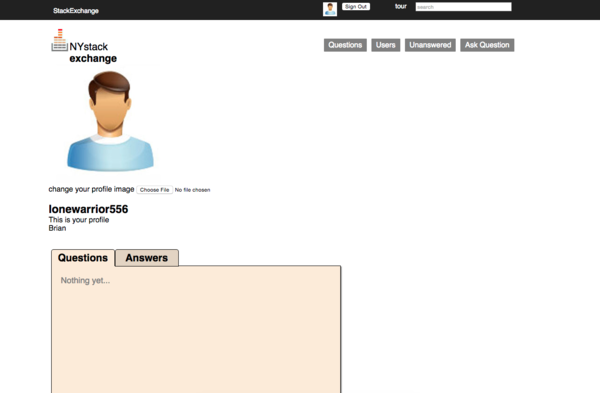 StackExchange
Sign Out
tour
search
NYstack
exchange
Questions
Users
Unanswered
Ask Question
change your profile image Choose File No file chosen
lonewarrior556
This is your profile
Brian
Questions
Answers
Nothing yet...